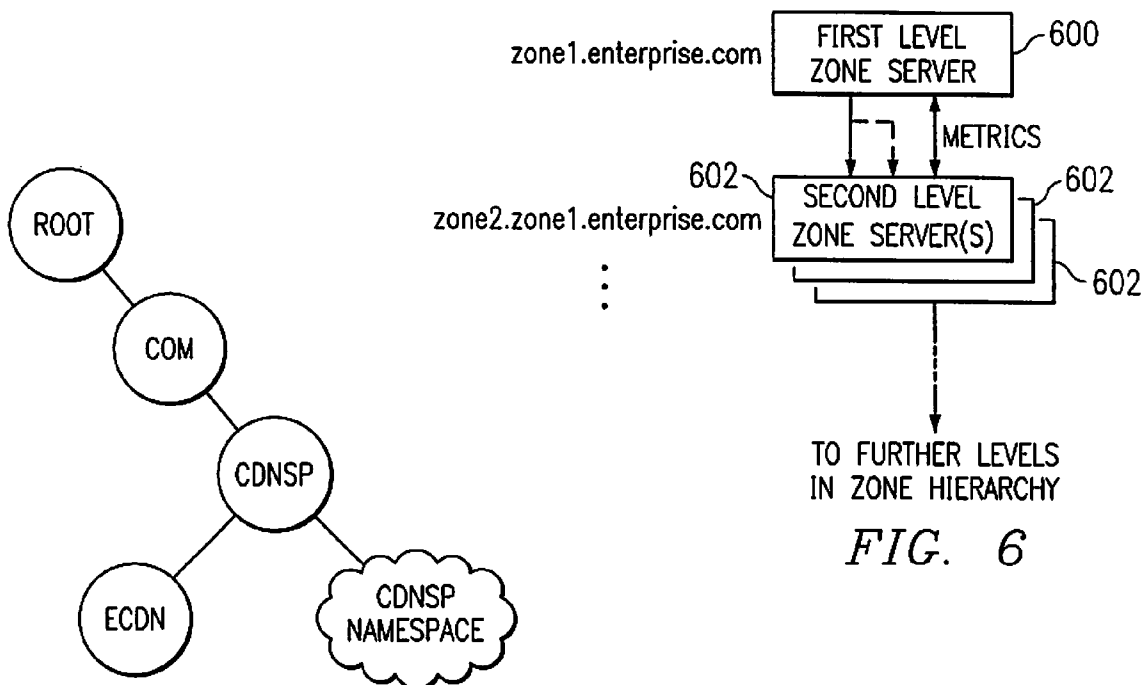 zone1.enterprise.com
FIRST LEVEL
ZONE SERVER
600
METRICS
602
zone2.zone1.enterprise.com
SECOND LEVEL
ZONE SERVER(S)
602
602
TO FURTHER LEVELS
IN ZONE HIERARCHY
FIG. 6
ROOT
COM
CDNSP
ECDN
CDNSP
NAMESPACE